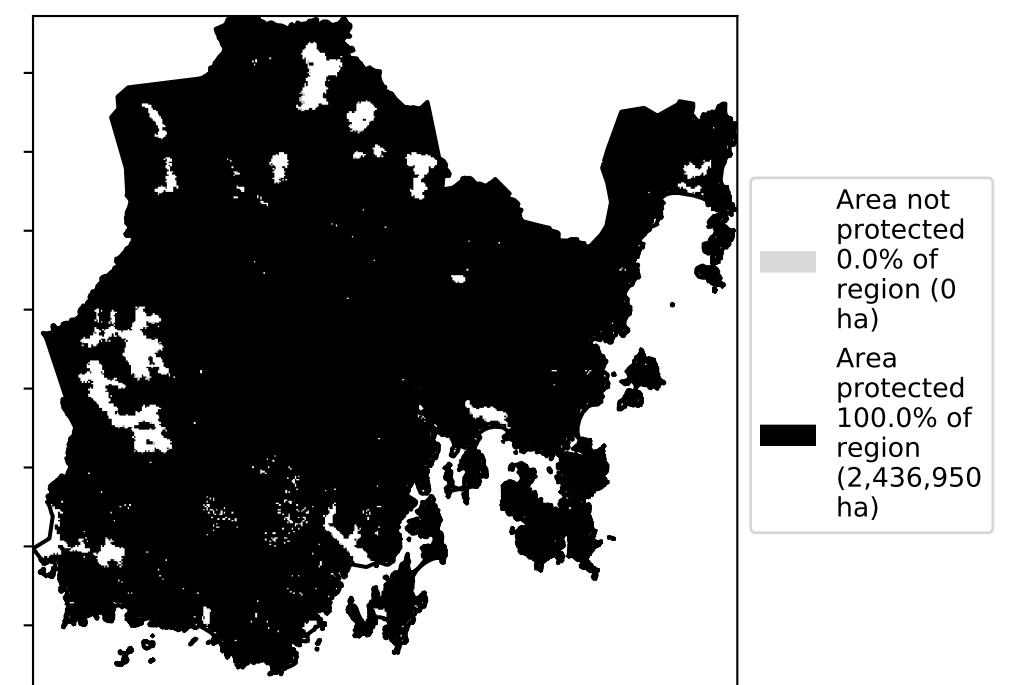 Area not
protected
0.0% of
region (0
ha)
Area
protected
100.0% of
region
(2,436,950
ha)